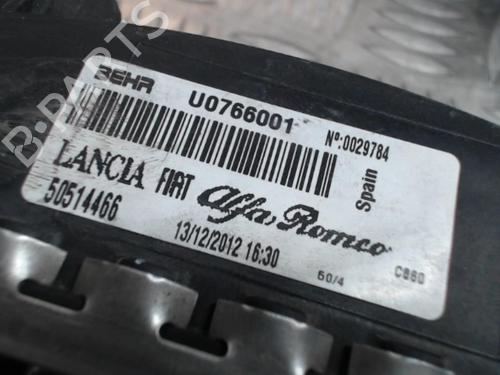 B-PARTS
BEHR
U0766001
Nº:0029784
LANCIA FIAT Alfa Romeo
Spain
50514466
13/12/2012 16:30
50/4
C860